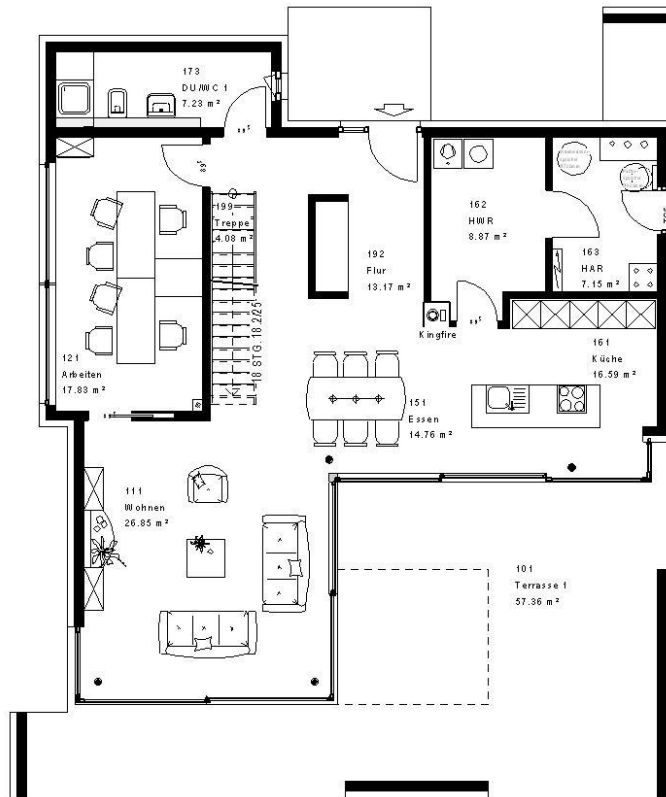 173
DU/WC 1
7.23 m²
199
Treppe
4.08 m²
162
HWR
8.87 m²
192
Flur
13.17 m²
163
HAR
7.15 m²
18 STG. 18.2/25
Kingfire
161
Küche
16.59 m²
121
Arbeiten
17.83 m²
151
Essen
14.76 m²
111
Wohnen
26.85 m²
101
Terrasse 1
57.36 m²